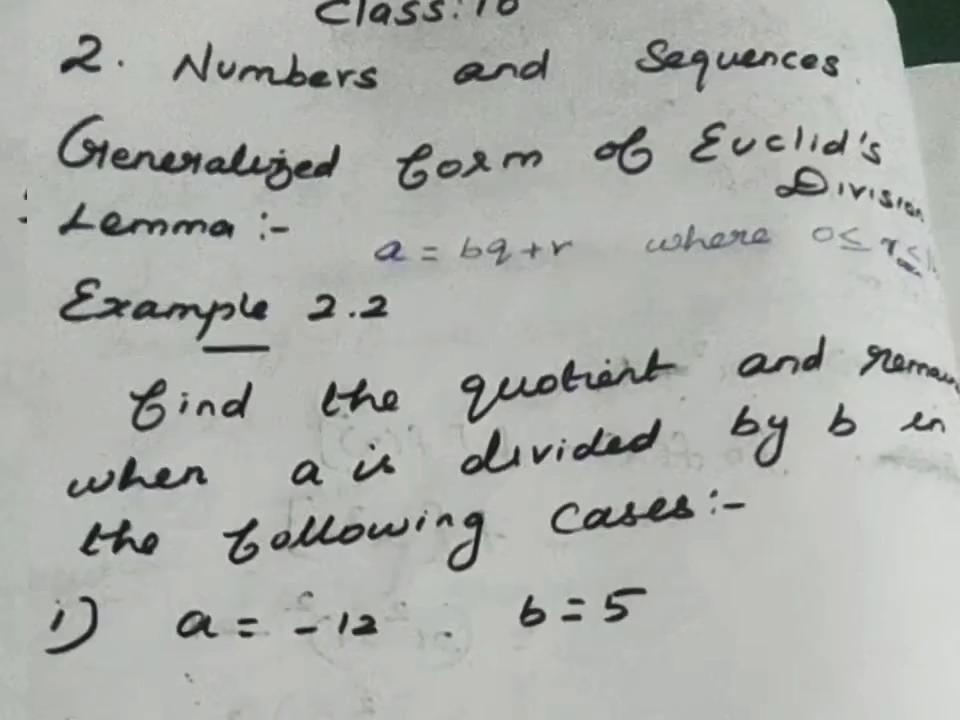 Class: 10
2. Numbers and Sequences
Generalized form of Euclid's
Division
Lemma :-
a = bq + r where 0 ≤ r <
Example 2.2
find the quotient and
when a is divided by b in
the following cases :-
i) a = -12 b = 5